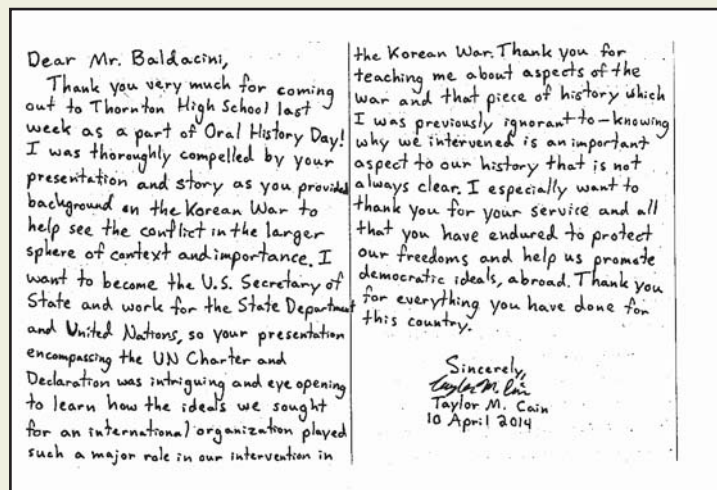 Dear Mr. Baldacini,
Thank you very much for coming
out to Thornton High School last
week as a part of Oral History Day!
I was thoroughly compelled by your
presentation and story as you provided
background on the Korean War to
help see the conflict in the larger
sphere of context and importance. I
want to become the U.S. Secretary of
State and work for the State Department
and United Nations, so your presentation
encompassing the UN Charter and
Declaration was intriguing and eye opening
to learn how the ideals we sought
for an international organization played
such a major role in our intervention in
the Korean War. Thank you for
teaching me about aspects of the
war and that piece of history which
I was previously ignorant to - knowing
why we intervened is an important
aspect to our history that is not
always clear. I especially want to
thank you for your service and all
that you have endured to protect
our freedoms and help us promote
democratic ideals, abroad. Thank you
for everything you have done for
this country.
Sincerely,
Taylor M. Cain
Taylor M. Cain
10 April 2014